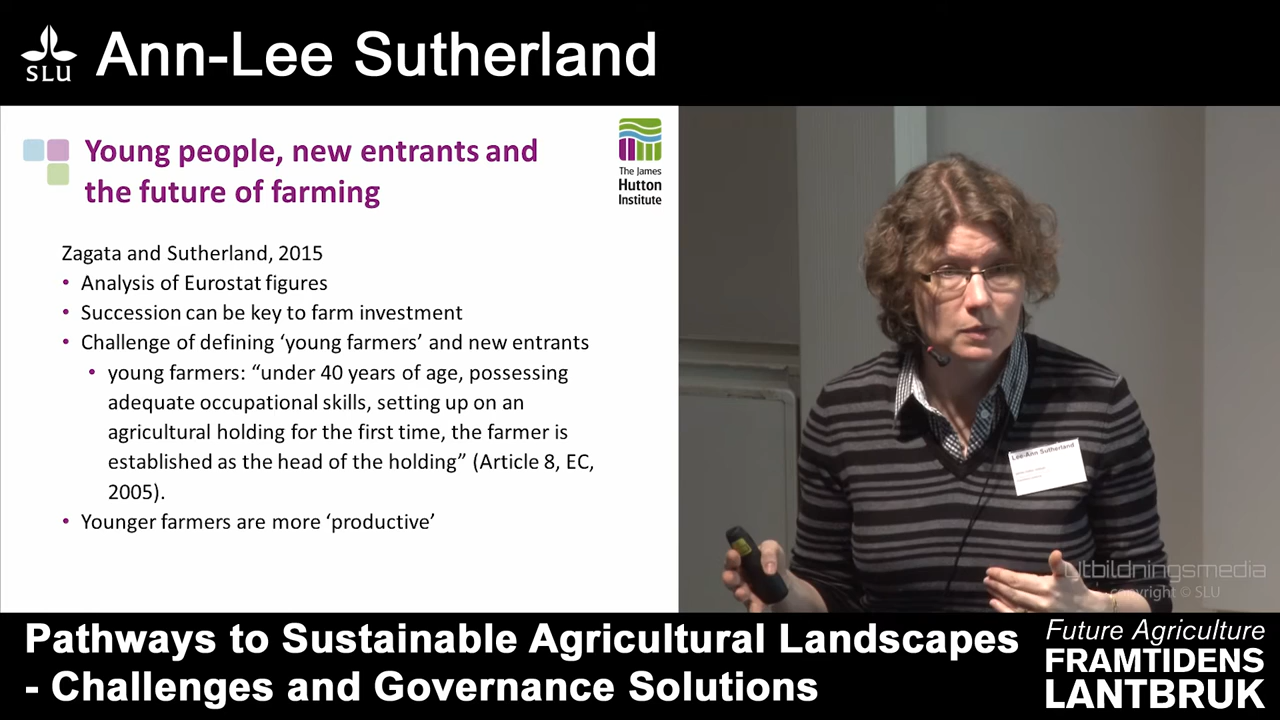 SLU
Ann-Lee Sutherland
Young people, new entrants and
the future of farming
The James
Hutton
Institute
Zagata and Sutherland, 2015
• Analysis of Eurostat figures
• Succession can be key to farm investment
• Challenge of defining ‘young farmers’ and new entrants
• young farmers: “under 40 years of age, possessing
adequate occupational skills, setting up on an
agricultural holding for the first time, the farmer is
established as the head of the holding” (Article 8, EC,
2005).
• Younger farmers are more ‘productive’
Lee-Ann Sutherland
Utbildningsmedia
copyright © SLU
Pathways to Sustainable Agricultural Landscapes
- Challenges and Governance Solutions
Future Agriculture
FRAMTIDENS
LANTBRUK